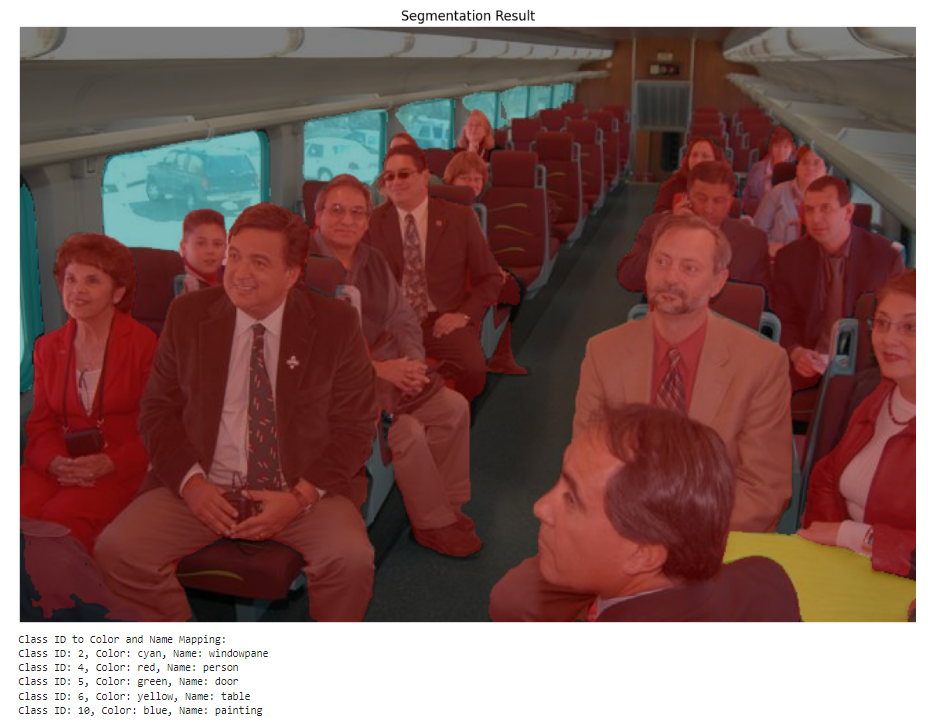 Segmentation Result
Class ID to Color and Name Mapping:
Class ID: 2, Color: cyan, Name: windowpane
Class ID: 4, Color: red, Name: person
Class ID: 5, Color: green, Name: door
Class ID: 6, Color: yellow, Name: table
Class ID: 10, Color: blue, Name: painting